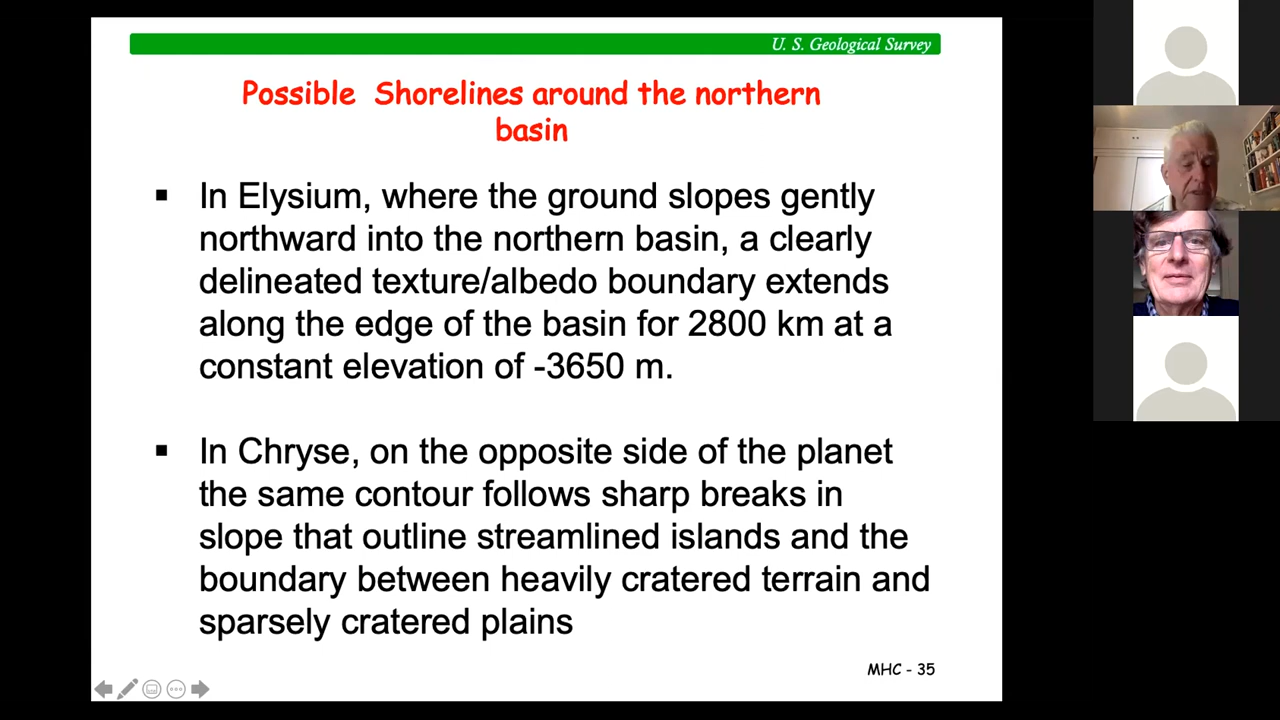 U. S. Geological Survey
Possible Shorelines around the northern
basin
▪ In Elysium, where the ground slopes gently
northward into the northern basin, a clearly
delineated texture/albedo boundary extends
along the edge of the basin for 2800 km at a
constant elevation of -3650 m.
▪ In Chryse, on the opposite side of the planet
the same contour follows sharp breaks in
slope that outline streamlined islands and the
boundary between heavily cratered terrain and
sparsely cratered plains
MHC - 35